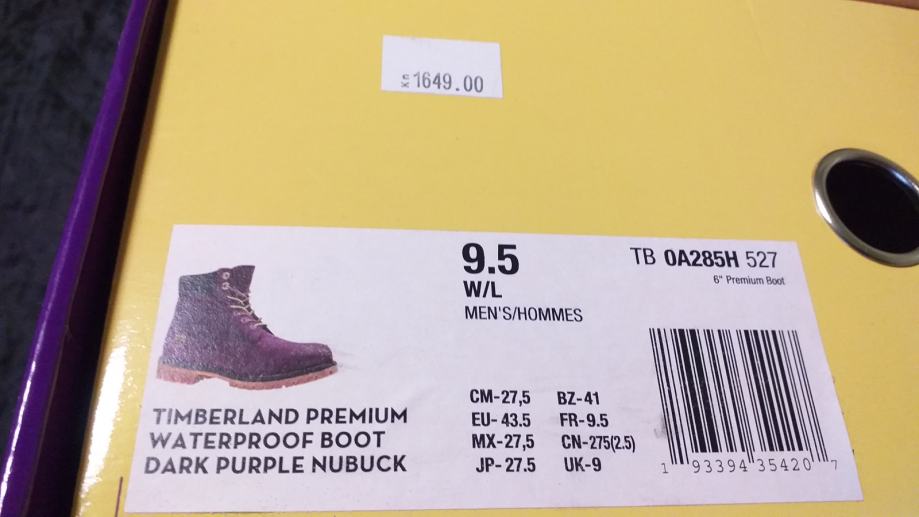 1649.00
9.5
W/L
MEN'S/HOMMES
TB 0A285H 527
6" Premium Boot
TIMBERLAND PREMIUM
WATERPROOF BOOT
DARK PURPLE NUBUCK
CM-27,5 BZ-41
EU-43.5 FR-9.5
MX-27,5 CN-275(2.5)
JP-27.5 UK-9
1 93394 35420 7